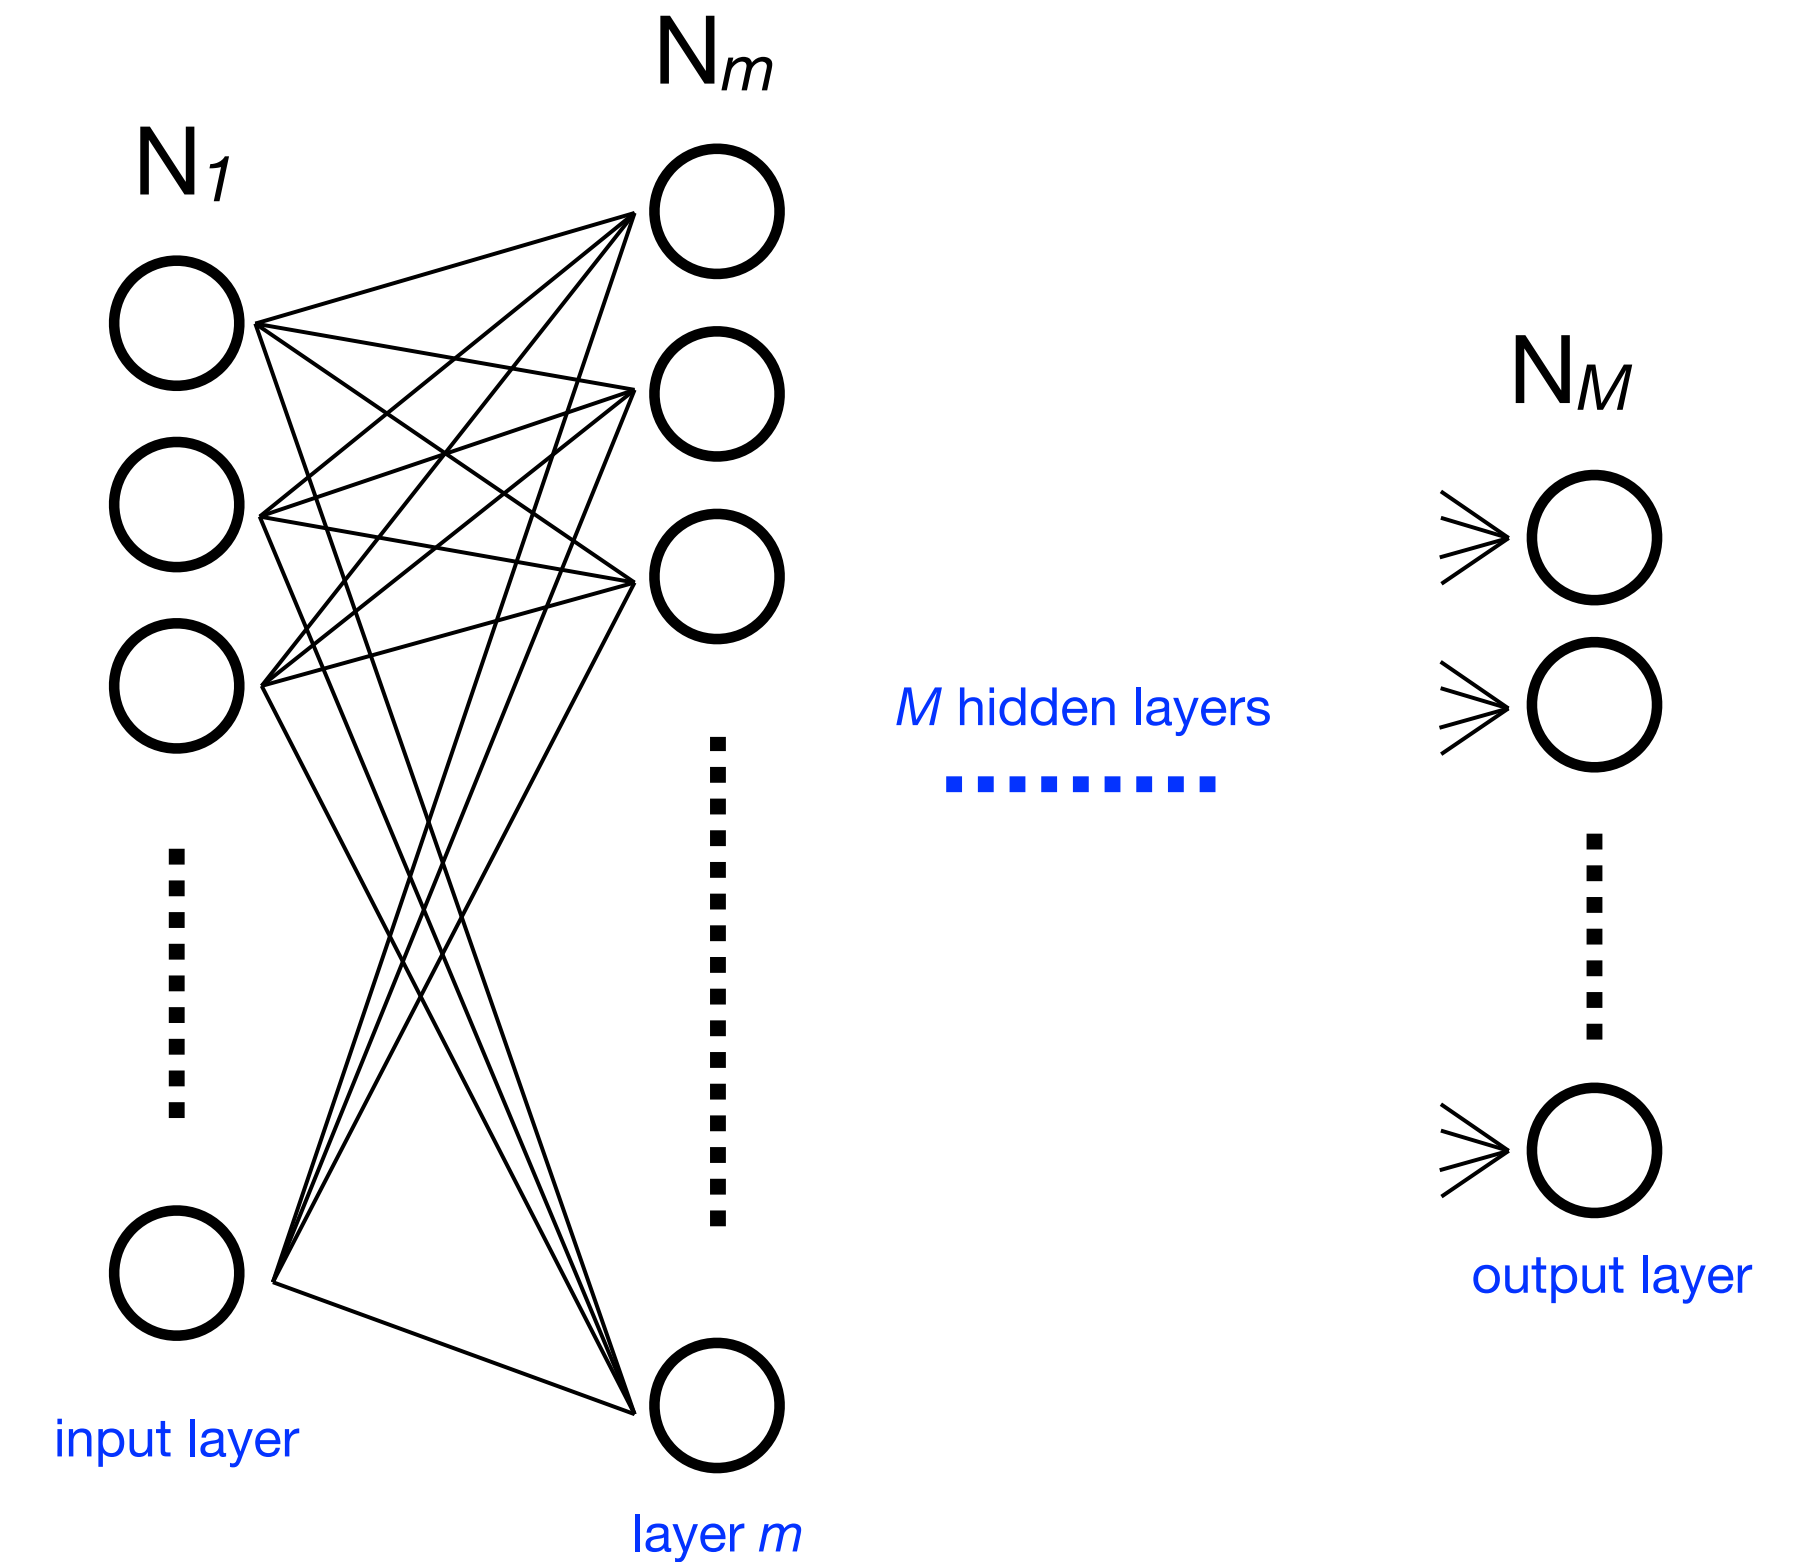 N1
Nm
NM
M hidden layers
input layer
layer m
output layer